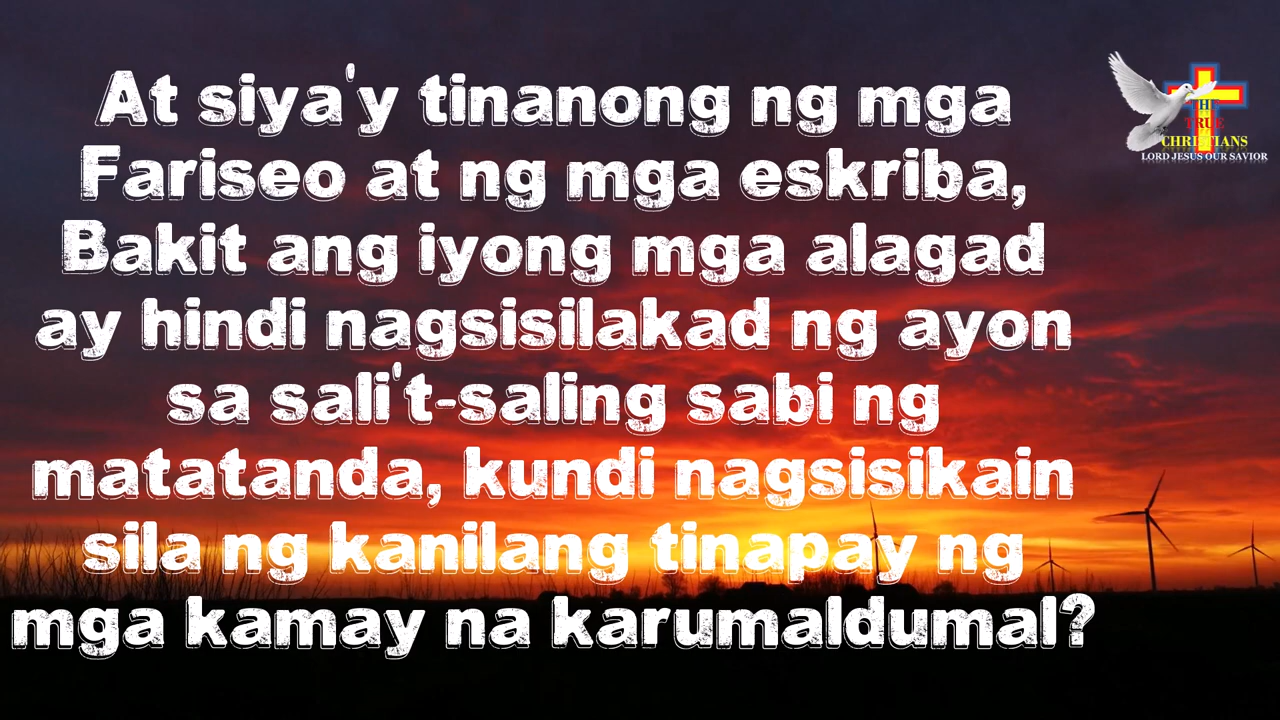 At siya'y tinanong ng mga
Fariseo at ng mga eskriba,
Bakit ang iyong mga alagad
ay hindi nagsisilakad ng ayon
sa sali't-saling sabi ng
matatanda, kundi nagsisikain
sila ng kanilang tinapay ng
mga kamay na karumaldumal?
THE
TRUE
CHRISTIANS
LORD JESUS OUR SAVIOR